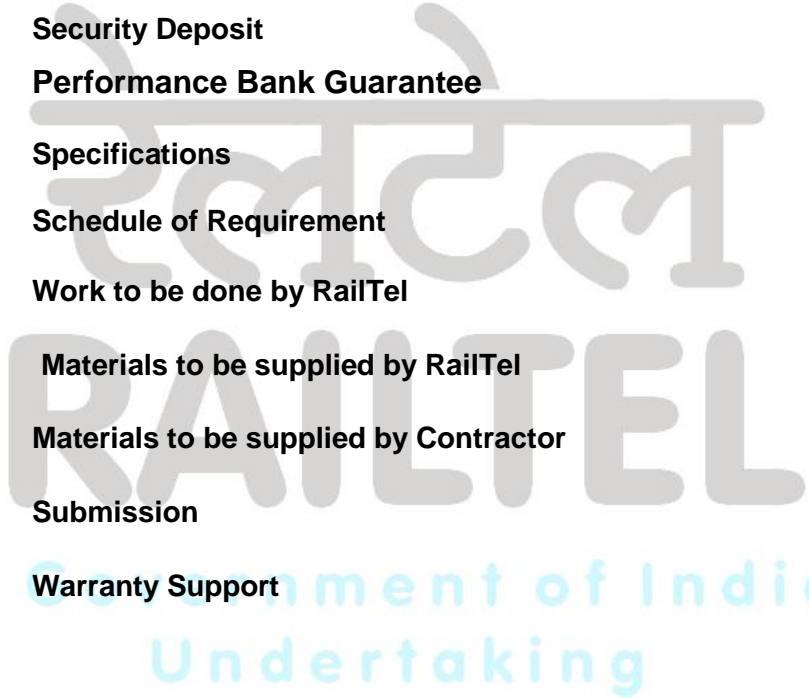 Security Deposit
Performance Bank Guarantee
रेलटेल
Specifications
Schedule of Requirement
Work to be done by RailTel
RAILTEL
Materials to be supplied by RailTel
Materials to be supplied by Contractor
Submission
Government of India
Warranty Support
Undertaking